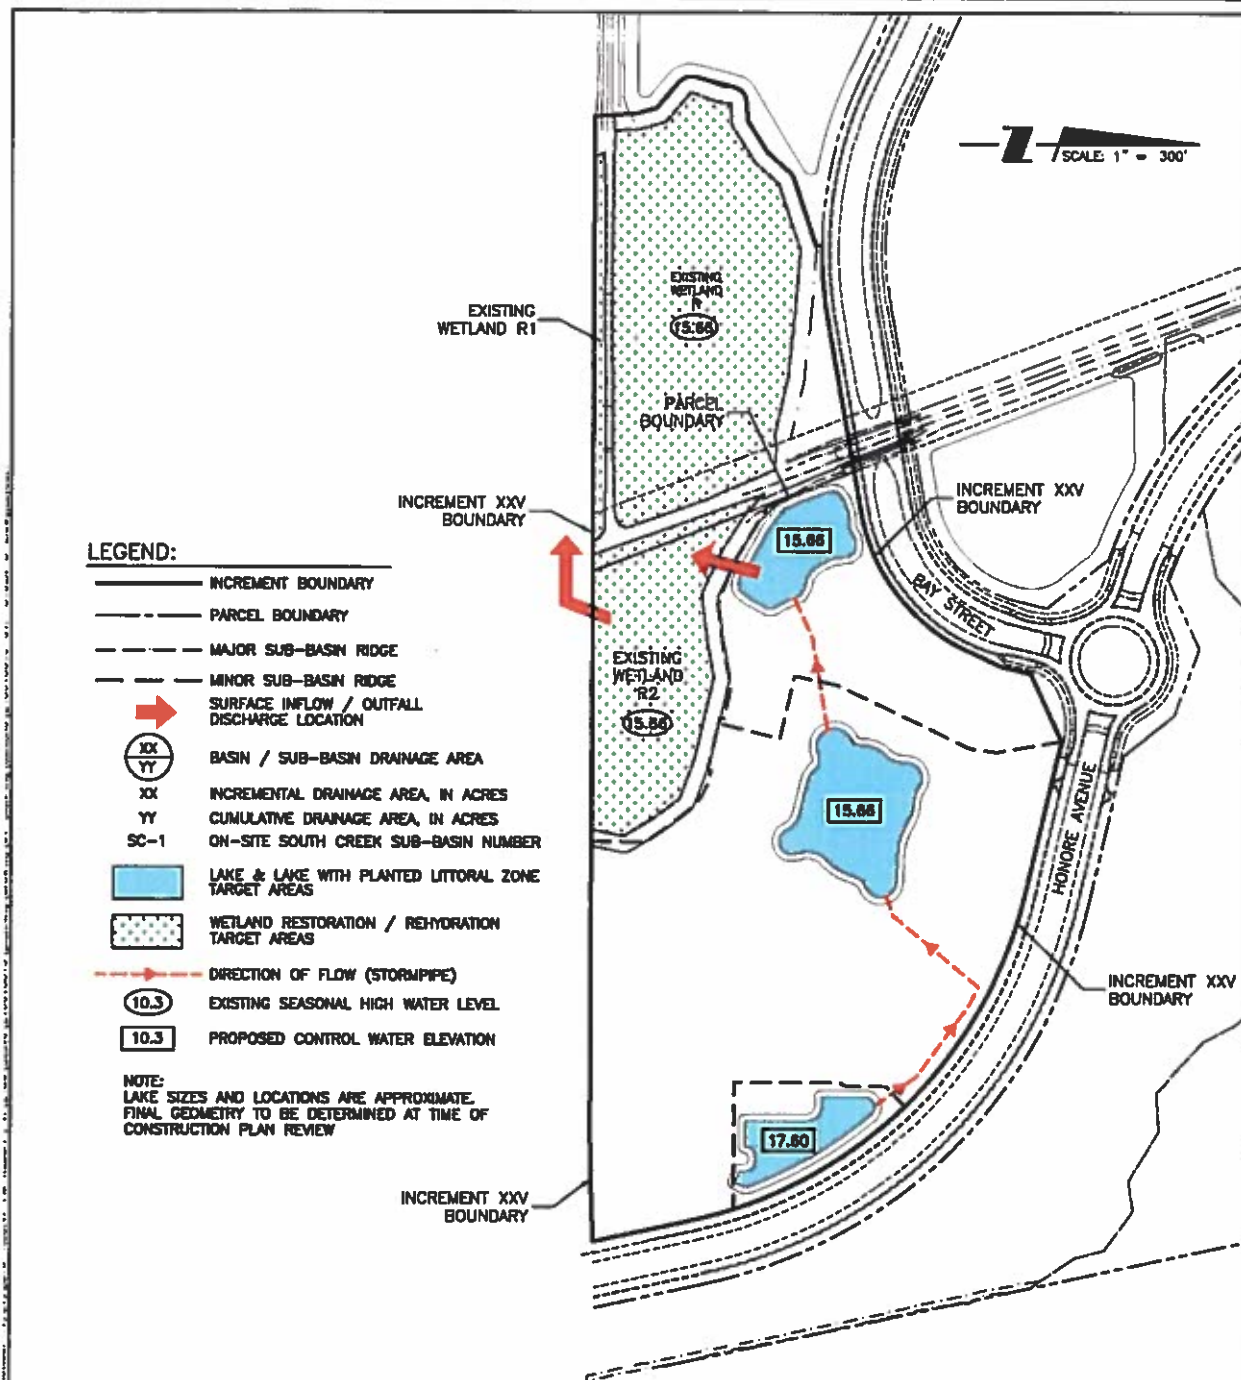 SCALE: 1" = 300'
EXISTING
WETLAND
R
15.66
EXISTING
WETLAND R1
PARCEL
BOUNDARY
INCREMENT XXV
BOUNDARY
INCREMENT XXV
BOUNDARY
15.66
BAY STREET
EXISTING
WETLAND
R2
15.66
15.66
HONORE AVENUE
INCREMENT XXV
BOUNDARY
17.60
INCREMENT XXV
BOUNDARY
LEGEND:
INCREMENT BOUNDARY
PARCEL BOUNDARY
MAJOR SUB-BASIN RIDGE
MINOR SUB-BASIN RIDGE
SURFACE INFLOW / OUTFALL
DISCHARGE LOCATION
XX
YY
BASIN / SUB-BASIN DRAINAGE AREA
XX INCREMENTAL DRAINAGE AREA, IN ACRES
YY CUMULATIVE DRAINAGE AREA, IN ACRES
SC-1 ON-SITE SOUTH CREEK SUB-BASIN NUMBER
LAKE & LAKE WITH PLANTED LITTORAL ZONE
TARGET AREAS
WETLAND RESTORATION / REHYDRATION
TARGET AREAS
DIRECTION OF FLOW (STORMPIPE)
10.3 EXISTING SEASONAL HIGH WATER LEVEL
10.3 PROPOSED CONTROL WATER ELEVATION
NOTE:
LAKE SIZES AND LOCATIONS ARE APPROXIMATE.
FINAL GEOMETRY TO BE DETERMINED AT TIME OF
CONSTRUCTION PLAN REVIEW